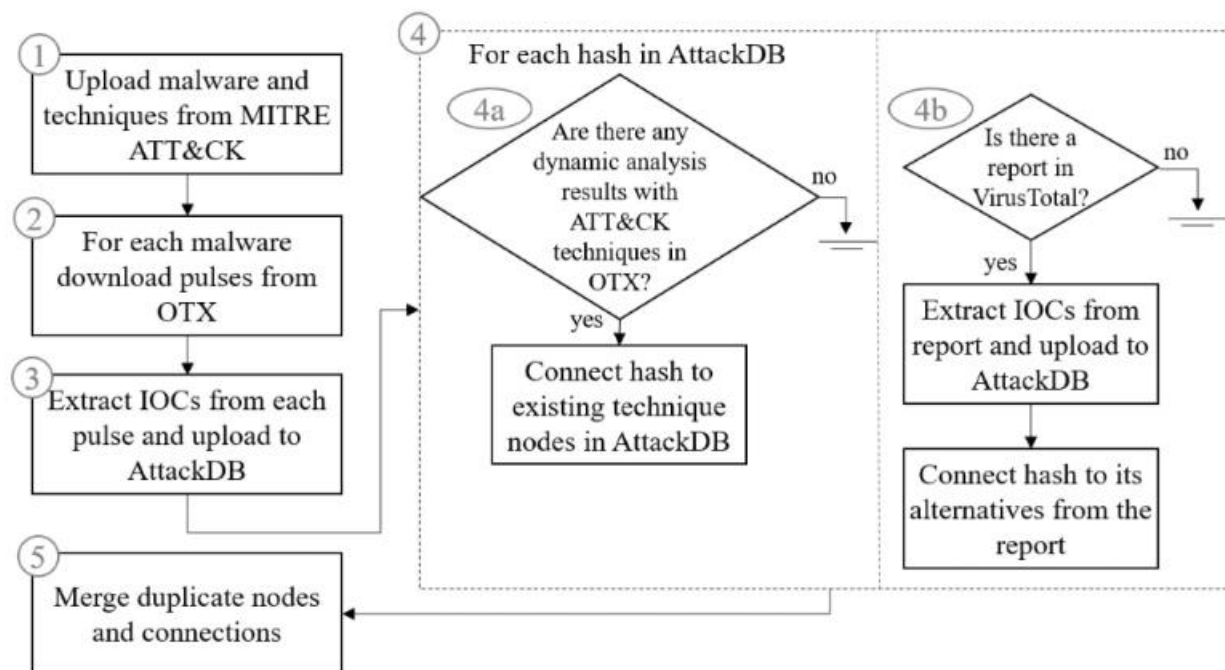 1
Upload malware and
techniques from MITRE
ATT&CK
2
For each malware
download pulses from
OTX
3
Extract IOCs from each
pulse and upload to
AttackDB
4
For each hash in AttackDB
4a
Are there any
dynamic analysis
results with
ATT&CK
techniques in
OTX?
no
yes
Connect hash to
existing technique
nodes in AttackDB
4b
Is there a
report in
VirusTotal?
no
yes
Extract IOCs from
report and upload to
AttackDB
Connect hash to its
alternatives from the
report
5
Merge duplicate nodes
and connections